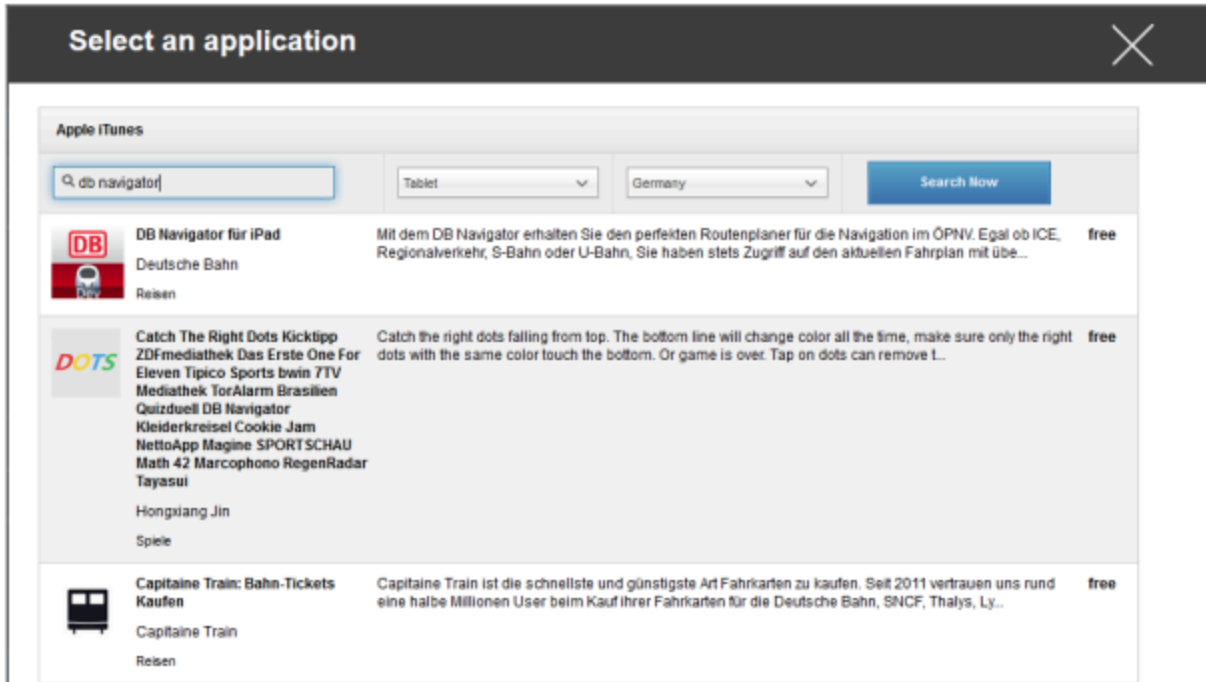 Select an application
Apple iTunes
db navigator
Tablet
Germany
Search Now
DB
DB Navigator für iPad
Deutsche Bahn
Reisen
Mit dem DB Navigator erhalten Sie den perfekten Routenplaner für die Navigation im ÖPNV. Egal ob ICE,
Regionalverkehr, S-Bahn oder U-Bahn, Sie haben stets Zugriff auf den aktuellen Fahrplan mit übe...
free
DOTS
Catch The Right Dots Kicktipp
ZDFmediathek Das Erste One For
Eleven Tipico Sports bwin 7TV
Mediathek TorAlarm Brasilien
Quizduell DB Navigator
Kleiderkreisel Cookie Jam
NettoApp Magine SPORTSCHAU
Math 42 Marcophono RegenRadar
Tayasui
Hongxiang Jin
Spiele
Catch the right dots falling from top. The bottom line will change color all the time, make sure only the right
dots with the same color touch the bottom. Or game is over. Tap on dots can remove t...
free
Capitaine Train: Bahn-Tickets
Kaufen
Capitaine Train
Reisen
Capitaine Train ist die schnellste und günstigste Art Fahrkarten zu kaufen. Seit 2011 vertrauen uns rund
eine halbe Millionen User beim Kauf ihrer Fahrkarten für die Deutsche Bahn, SNCF, Thalys, Ly...
free